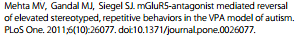 Mehta MV, Gandal MJ, Siegel SJ. mGluR5-antagonist mediated reversal
of elevated stereotyped, repetitive behaviors in the VPA model of autism.
PLoS One. 2011;6(10):26077. doi:10.1371/journal.pone.0026077.